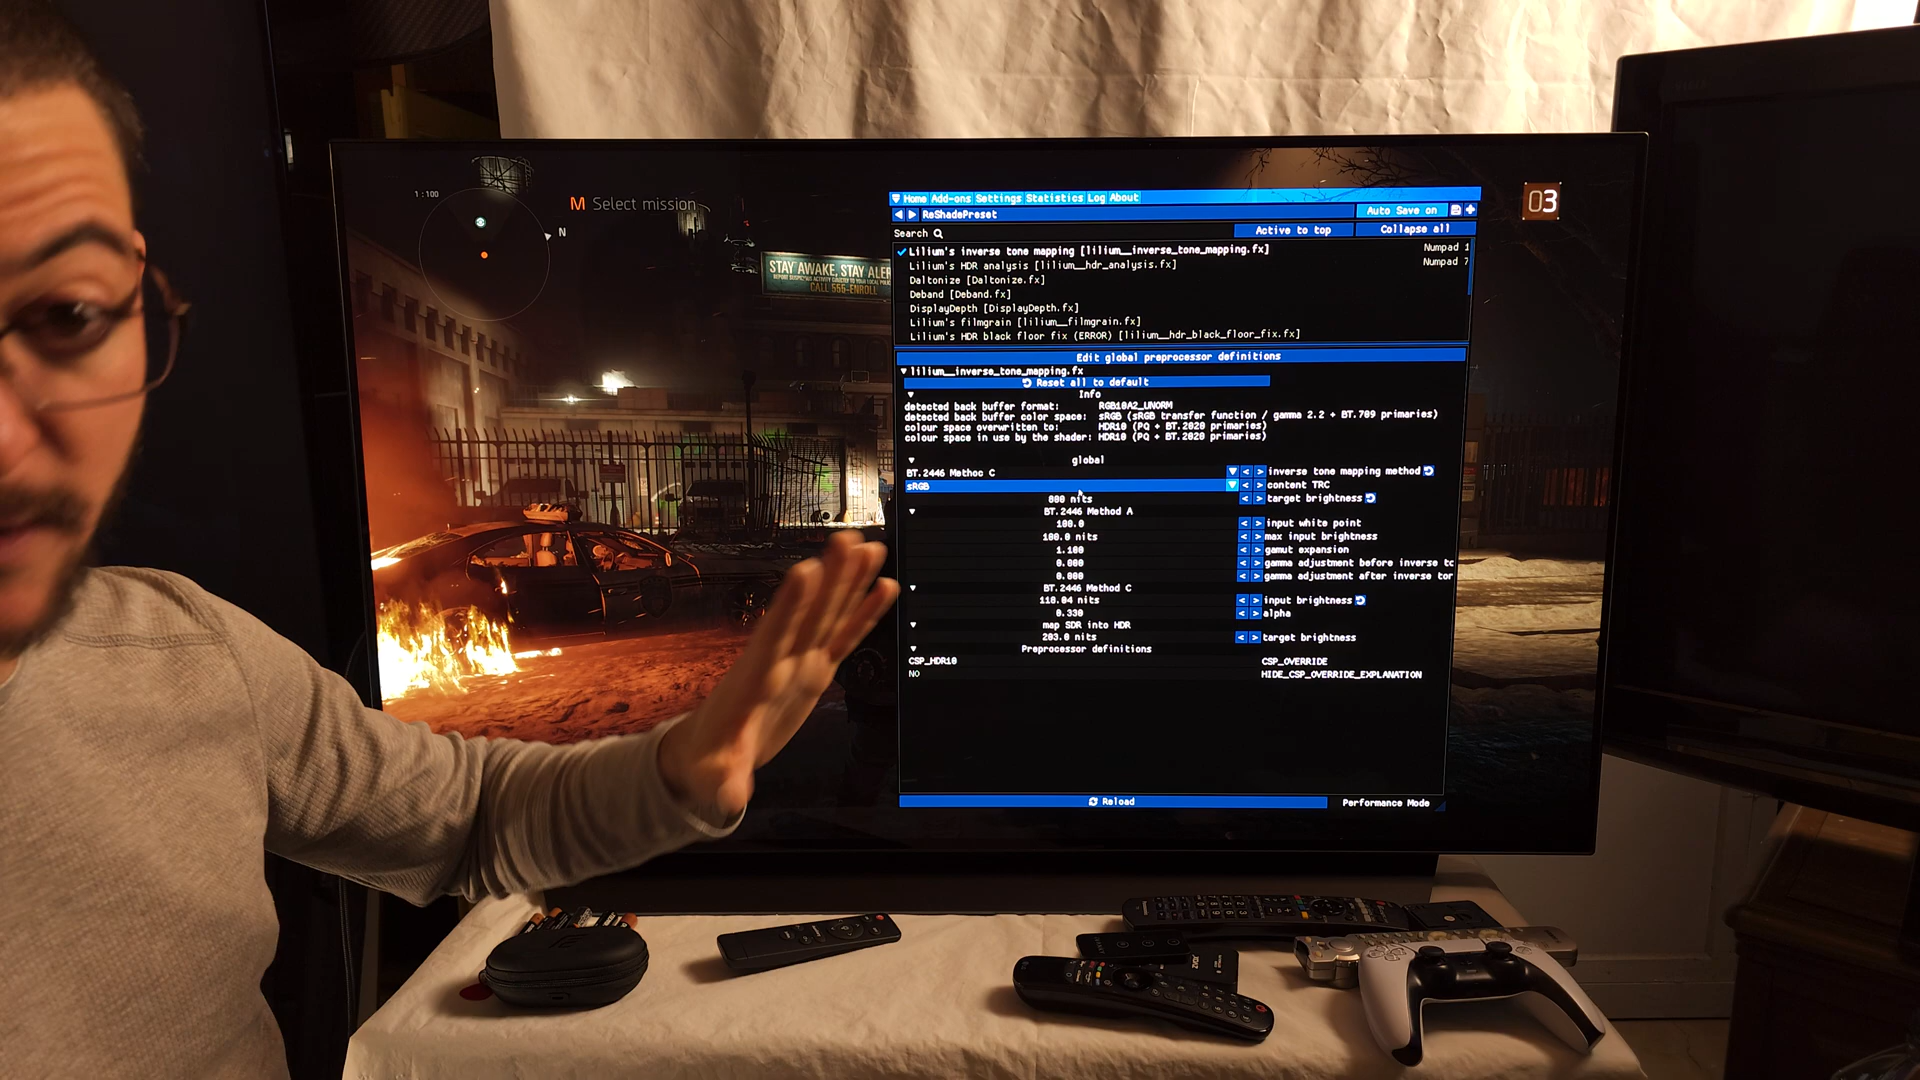 1:100
N
M Select mission
STAY AWAKE, STAY ALER
CALL 555-ENROLL
03
Home Add-ons Settings Statistics Log About
ReShadePreset
Auto Save on
Search
Active to top
Collapse all
Lilium's inverse tone mapping [lilium__inverse_tone_mapping.fx] Numpad 1
Lilium's HDR analysis [lilium__hdr_analysis.fx] Numpad 7
Daltonize [Daltonize.fx]
Deband [Deband.fx]
DisplayDepth [DisplayDepth.fx]
Lilium's filmgrain [lilium__filmgrain.fx]
Lilium's HDR black floor fix (ERROR) [lilium__hdr_black_floor_fix.fx]
Edit global preprocessor definitions
lilium__inverse_tone_mapping.fx
Reset all to default
Info
detected back buffer format: RGB10A2_UNORM
detected back buffer color space: sRGB (sRGB transfer function / gamma 2.2 + BT.709 primaries)
colour space overwritten to: HDR10 (PQ + BT.2020 primaries)
colour space in use by the shader: HDR10 (PQ + BT.2020 primaries)
global
BT.2446 Method C < > inverse tone mapping method
sRGB < > content TRC
800 nits < > target brightness
BT.2446 Method A
100.0 < > input white point
100.0 nits < > max input brightness
1.100 < > gamut expansion
0.000 < > gamma adjustment before inverse to
0.000 < > gamma adjustment after inverse ton
BT.2446 Method C
110.04 nits < > input brightness
0.330 < > alpha
map SDR into HDR
203.0 nits < > target brightness
Preprocessor definitions
CSP_HDR10 CSP_OVERRIDE
NO HIDE_CSP_OVERRIDE_EXPLANATION
Reload
Performance Mode